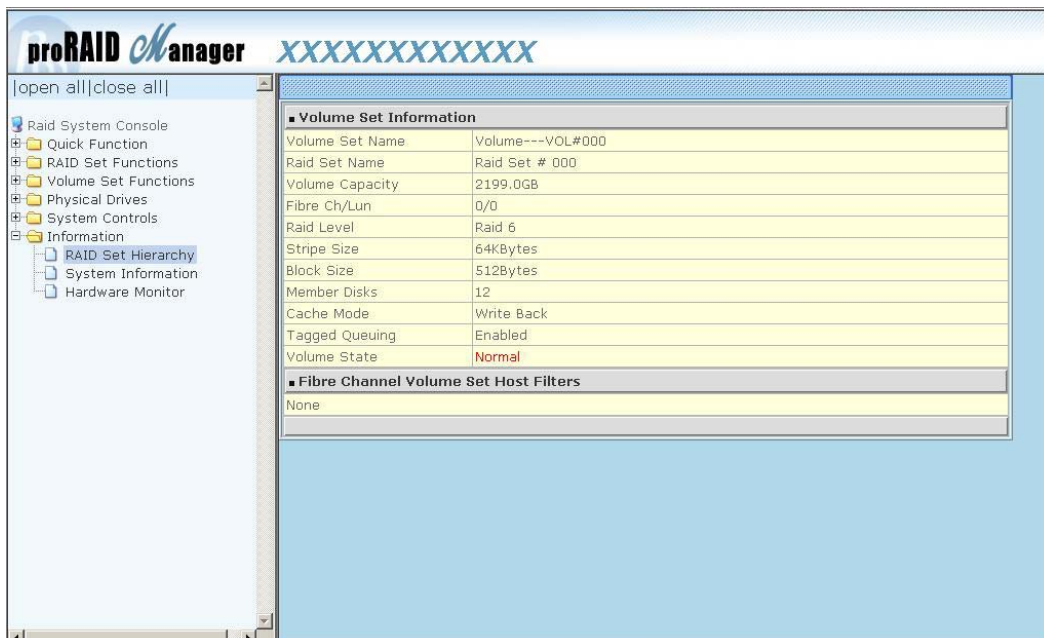 proRAID Manager XXXXXXXXXXXX
|open all|close all|
Raid System Console
Quick Function
RAID Set Functions
Volume Set Functions
Physical Drives
System Controls
Information
RAID Set Hierarchy
System Information
Hardware Monitor
Volume Set Information
Volume Set Name Volume---VOL#000
Raid Set Name Raid Set # 000
Volume Capacity 2199.0GB
Fibre Ch/Lun 0/0
Raid Level Raid 6
Stripe Size 64KBytes
Block Size 512Bytes
Member Disks 12
Cache Mode Write Back
Tagged Queuing Enabled
Volume State Normal
Fibre Channel Volume Set Host Filters
None